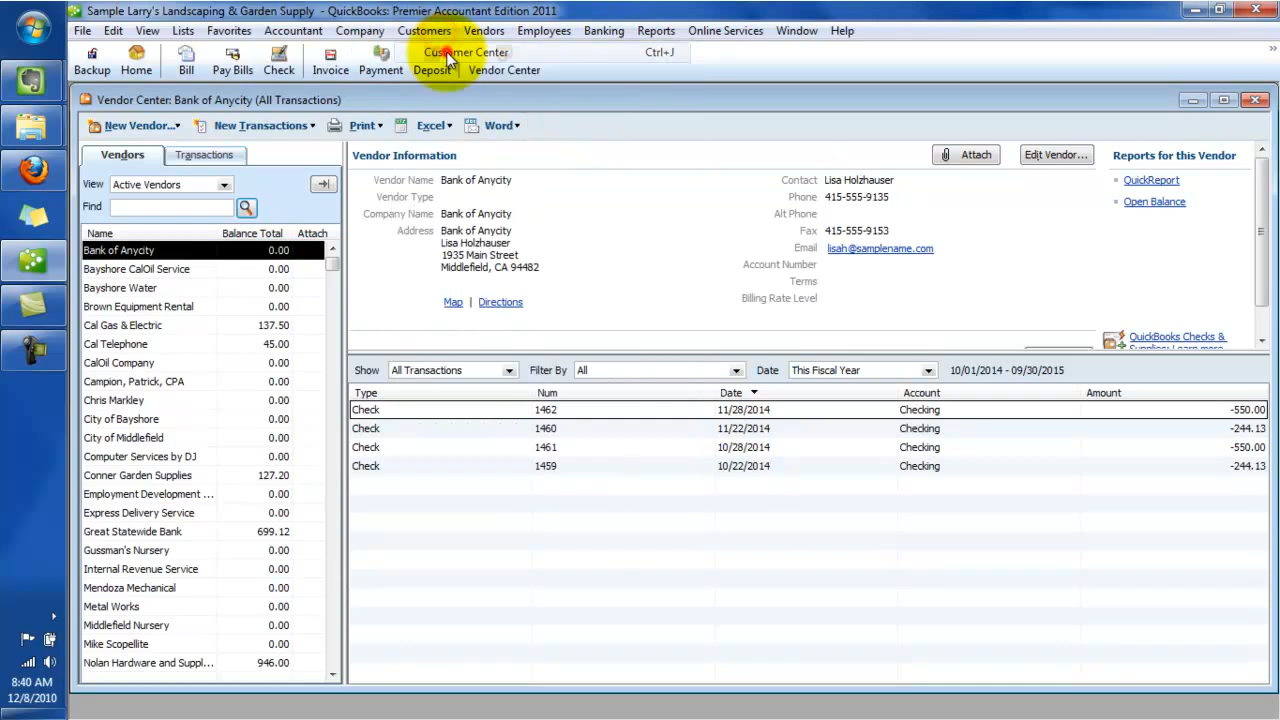 Sample Larry's Landscaping & Garden Supply - QuickBooks: Premier Accountant Edition 2011
File Edit View Lists Favorites Accountant Company Customers Vendors Employees Banking Reports Online Services Window Help
Customer Center Ctrl+J
Backup Home Bill Pay Bills Check Invoice Payment Deposit Vendor Center
Vendor Center: Bank of Anycity (All Transactions)
New Vendor... New Transactions Print Excel Word
Vendors Transactions
View Active Vendors
Find
Name Balance Total Attach
Bank of Anycity 0.00
Bayshore CalOil Service 0.00
Bayshore Water 0.00
Brown Equipment Rental 0.00
Cal Gas & Electric 137.50
Cal Telephone 45.00
CalOil Company 0.00
Campion, Patrick, CPA 0.00
Chris Markley 0.00
City of Bayshore 0.00
City of Middlefield 0.00
Computer Services by DJ 0.00
Conner Garden Supplies 127.20
Employment Development ... 0.00
Express Delivery Service 0.00
Great Statewide Bank 699.12
Gussman's Nursery 0.00
Internal Revenue Service 0.00
Mendoza Mechanical 0.00
Metal Works 0.00
Middlefield Nursery 0.00
Mike Scopellite 0.00
Nolan Hardware and Suppl... 946.00
Vendor Information Attach Edit Vendor...
Vendor Name Bank of Anycity
Vendor Type
Company Name Bank of Anycity
Address Bank of Anycity
Lisa Holzhauser
1935 Main Street
Middlefield, CA 94482
Map | Directions
Contact Lisa Holzhauser
Phone 415-555-9135
Alt Phone
Fax 415-555-9153
Email lisah@samplename.com
Account Number
Terms
Billing Rate Level
Reports for this Vendor
QuickReport
Open Balance
QuickBooks Checks &
Supplies: Learn more
Show All Transactions Filter By All Date This Fiscal Year 10/01/2014 - 09/30/2015
Type Num Date Account Amount
Check 1462 11/28/2014 Checking -550.00
Check 1460 11/22/2014 Checking -244.13
Check 1461 10/28/2014 Checking -550.00
Check 1459 10/22/2014 Checking -244.13
8:40 AM
12/8/2010